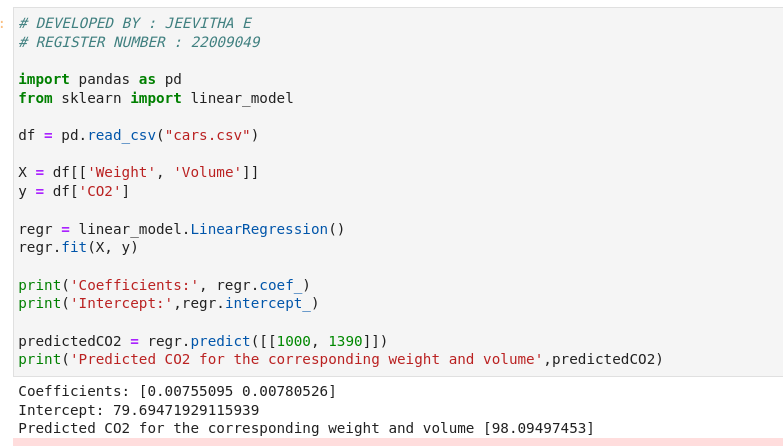 # DEVELOPED BY : JEEVITHA E
# REGISTER NUMBER : 22009049
import pandas as pd
from sklearn import linear_model
df = pd.read_csv("cars.csv")
X = df[['Weight', 'Volume']]
y = df['CO2']
regr = linear_model.LinearRegression()
regr.fit(X, y)
print('Coefficients:', regr.coef_)
print('Intercept:',regr.intercept_)
predictedCO2 = regr.predict([[1000, 1390]])
print('Predicted CO2 for the corresponding weight and volume',predictedCO2)
Coefficients: [0.00755095 0.00780526]
Intercept: 79.69471929115939
Predicted CO2 for the corresponding weight and volume [98.09497453]